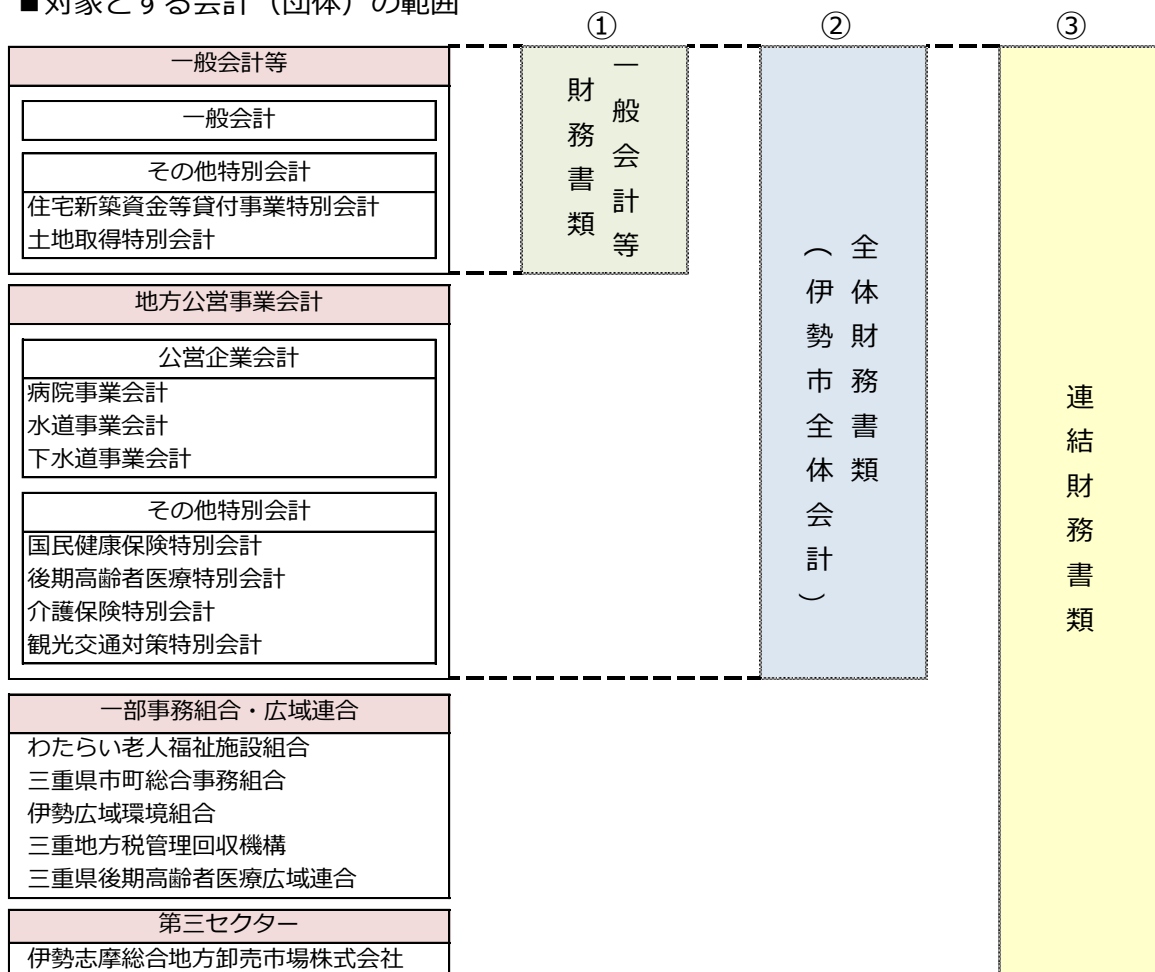 ■対象とする会計（団体）の範囲
①
②
③
一般会計等
一般会計
その他特別会計
住宅新築資金等貸付事業特別会計
土地取得特別会計
地方公営事業会計
公営企業会計
病院事業会計
水道事業会計
下水道事業会計
その他特別会計
国民健康保険特別会計
後期高齢者医療特別会計
介護保険特別会計
観光交通対策特別会計
一部事務組合・広域連合
わたらい老人福祉施設組合
三重県市町総合事務組合
伊勢広域環境組合
三重地方税管理回収機構
三重県後期高齢者医療広域連合
第三セクター
伊勢志摩総合地方卸売市場株式会社
一般会計等
財務書類
全体財務書類
（伊勢市全体会計）
連結財務書類